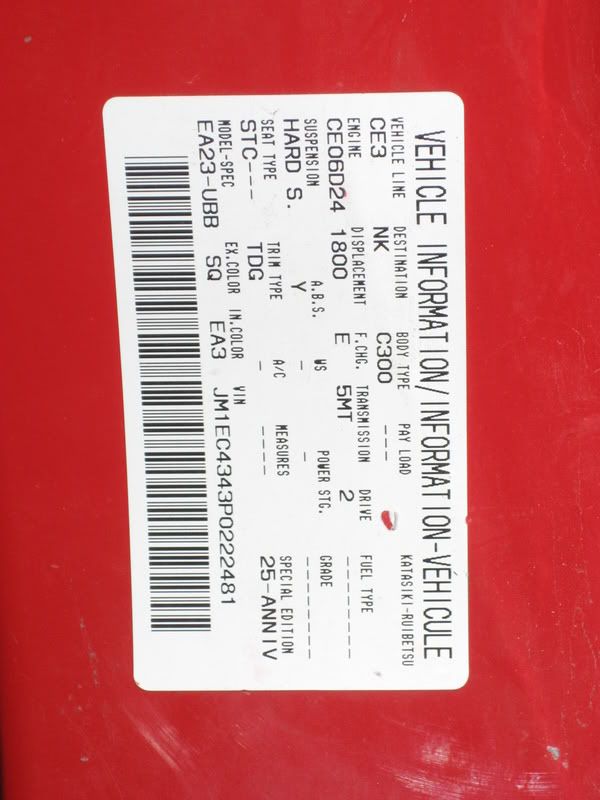 VEHICLE INFORMATION/INFORMATION-VÉHICULE
VEHICLE LINE DESTINATION BODY TYPE PAY LOAD KATASIKI-RUIBETSU
CE3 NK C300 ---
ENGINE DISPLACEMENT F.CHG. TRANSMISSION DRIVE FUEL TYPE
CE06D24 1800 E 5MT 2 ------
SUSPENSION A.B.S. WS POWER STG. GRADE
HARD S. Y - - -------
SEAT TYPE TRIM TYPE A/C MEASURES SPECIAL EDITION
STC--- TDG - ---- 25-ANNIV
MODEL-SPEC EX.COLOR IN.COLOR VIN
EA23-UBB SQ EA3 JM1EC4343P0222481